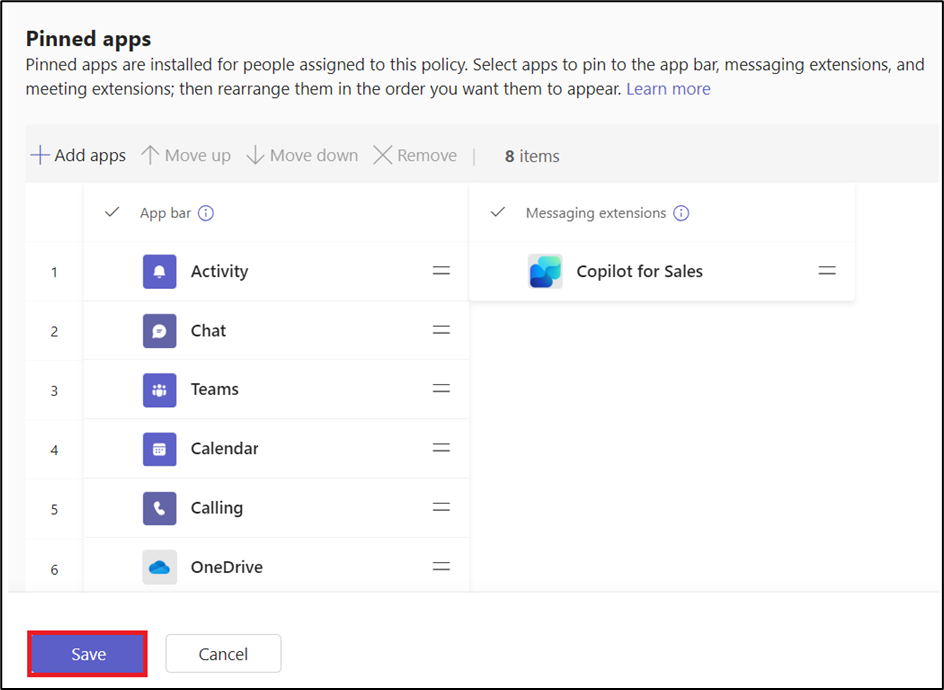 Pinned apps
Pinned apps are installed for people assigned to this policy. Select apps to pin to the app bar, messaging extensions, and
meeting extensions; then rearrange them in the order you want them to appear. Learn more
Add apps Move up Move down Remove | 8 items
App bar Messaging extensions
1 Activity Copilot for Sales
2 Chat
3 Teams
4 Calendar
5 Calling
6 OneDrive
Save Cancel